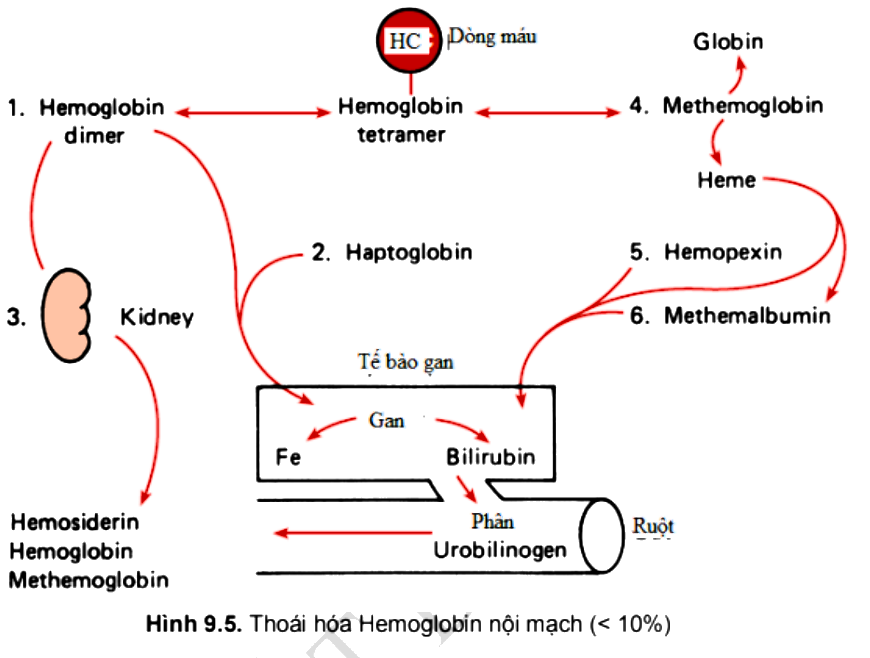 HC
Dòng máu
Globin
1. Hemoglobin
dimer
Hemoglobin
tetramer
4. Methemoglobin
Heme
2. Haptoglobin
5. Hemopexin
3.
Kidney
6. Methemalbumin
Tế bào gan
Gan
Fe
Bilirubin
Phân
Urobilinogen
Ruột
Hemosiderin
Hemoglobin
Methemoglobin
Hình 9.5. Thoái hóa Hemoglobin nội mạch (< 10%)